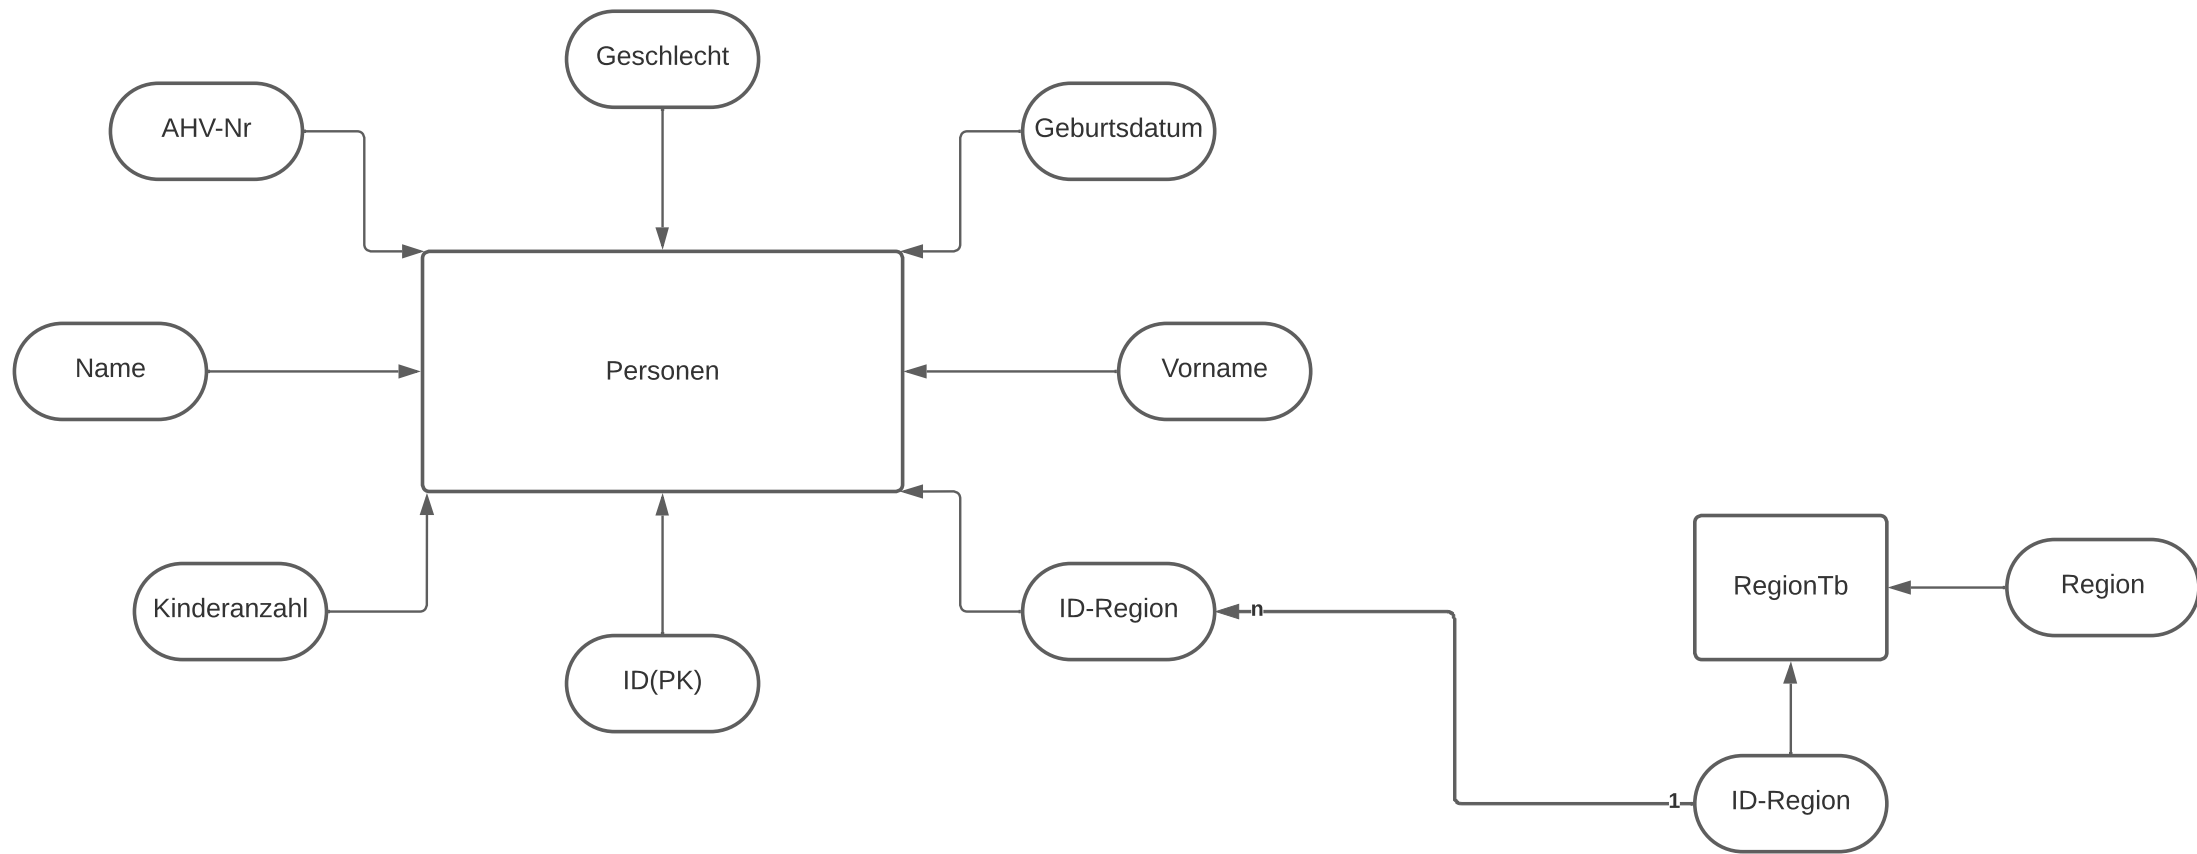 Geschlecht
AHV-Nr
Geburtsdatum
Name
Personen
Vorname
Kinderanzahl
ID(PK)
ID-Region
n
RegionTb
Region
1
ID-Region